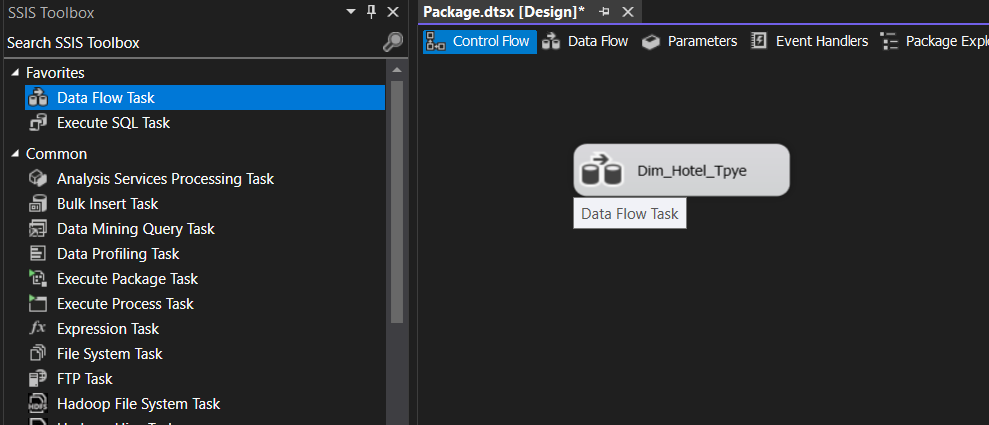 SSIS Toolbox
Search SSIS Toolbox
Favorites
Data Flow Task
Execute SQL Task
Common
Analysis Services Processing Task
Bulk Insert Task
Data Mining Query Task
Data Profiling Task
Execute Package Task
Execute Process Task
Expression Task
File System Task
FTP Task
Hadoop File System Task
Package.dtsx [Design]*
Control Flow
Data Flow
Parameters
Event Handlers
Package Expl
Dim_Hotel_Tpye
Data Flow Task